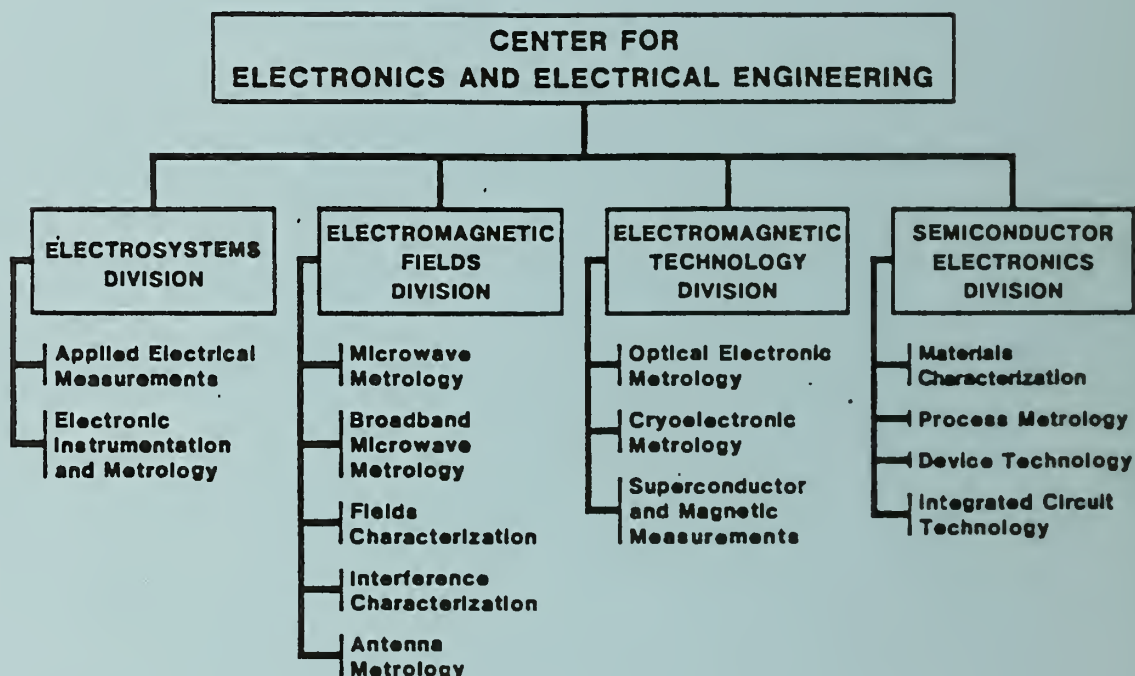 CENTER FOR
ELECTRONICS AND ELECTRICAL ENGINEERING
ELECTROSYSTEMS
DIVISION
Applied Electrical
Measurements
Electronic
Instrumentation
and Metrology
ELECTROMAGNETIC
FIELDS
DIVISION
Microwave
Metrology
Broadband
Microwave
Metrology
Fields
Characterization
Interference
Characterization
Antenna
Metrology
ELECTROMAGNETIC
TECHNOLOGY
DIVISION
Optical Electronic
Metrology
Cryoelectronic
Metrology
Superconductor
and Magnetic
Measurements
SEMICONDUCTOR
ELECTRONICS
DIVISION
Materials
Characterization
Process Metrology
Device Technology
Integrated Circuit
Technology